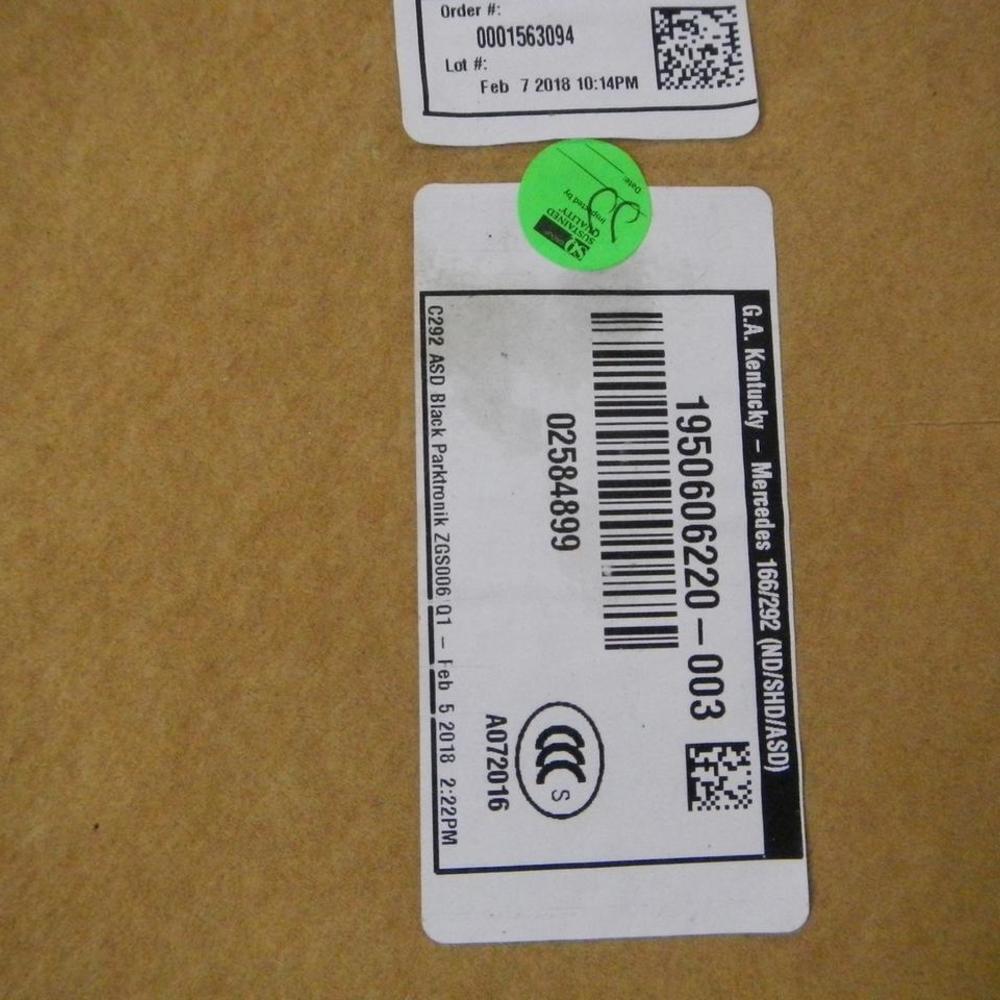 Order #:
0001563094
Lot #:
Feb 7 2018 10:14PM
Date:
Inspected by
SUSTAINED
QUALITY
G.A. Kentucky – Mercedes 166/292 (ND/SHD/ASD)
1950606220-003
02584899
S
A072016
C292 ASD Black Parktronik ZGS006 Q1 – Feb 5 2018 2:22PM